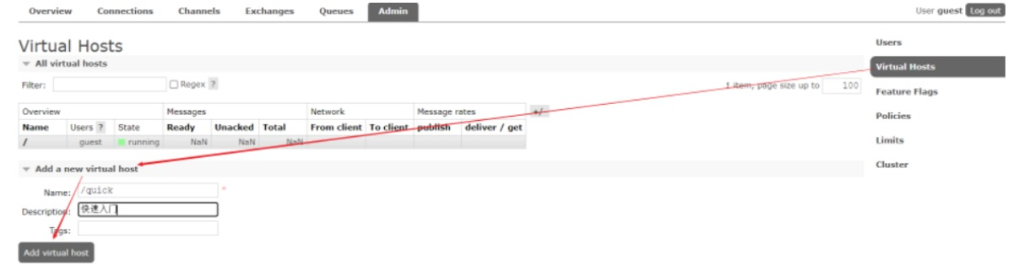 Overview Connections Channels Exchanges Queues Admin User guest Log out
Virtual Hosts
All virtual hosts
Filter: Regex ? 1 item, page size up to 100
Overview Messages Network Message rates +/-
Name Users ? State Ready Unacked Total From client To client publish deliver / get
/ guest running NaN NaN NaN
Add a new virtual host
Name: /quick *
Description: 快速入门
Tags:
Add virtual host
Users
Virtual Hosts
Feature Flags
Policies
Limits
Cluster